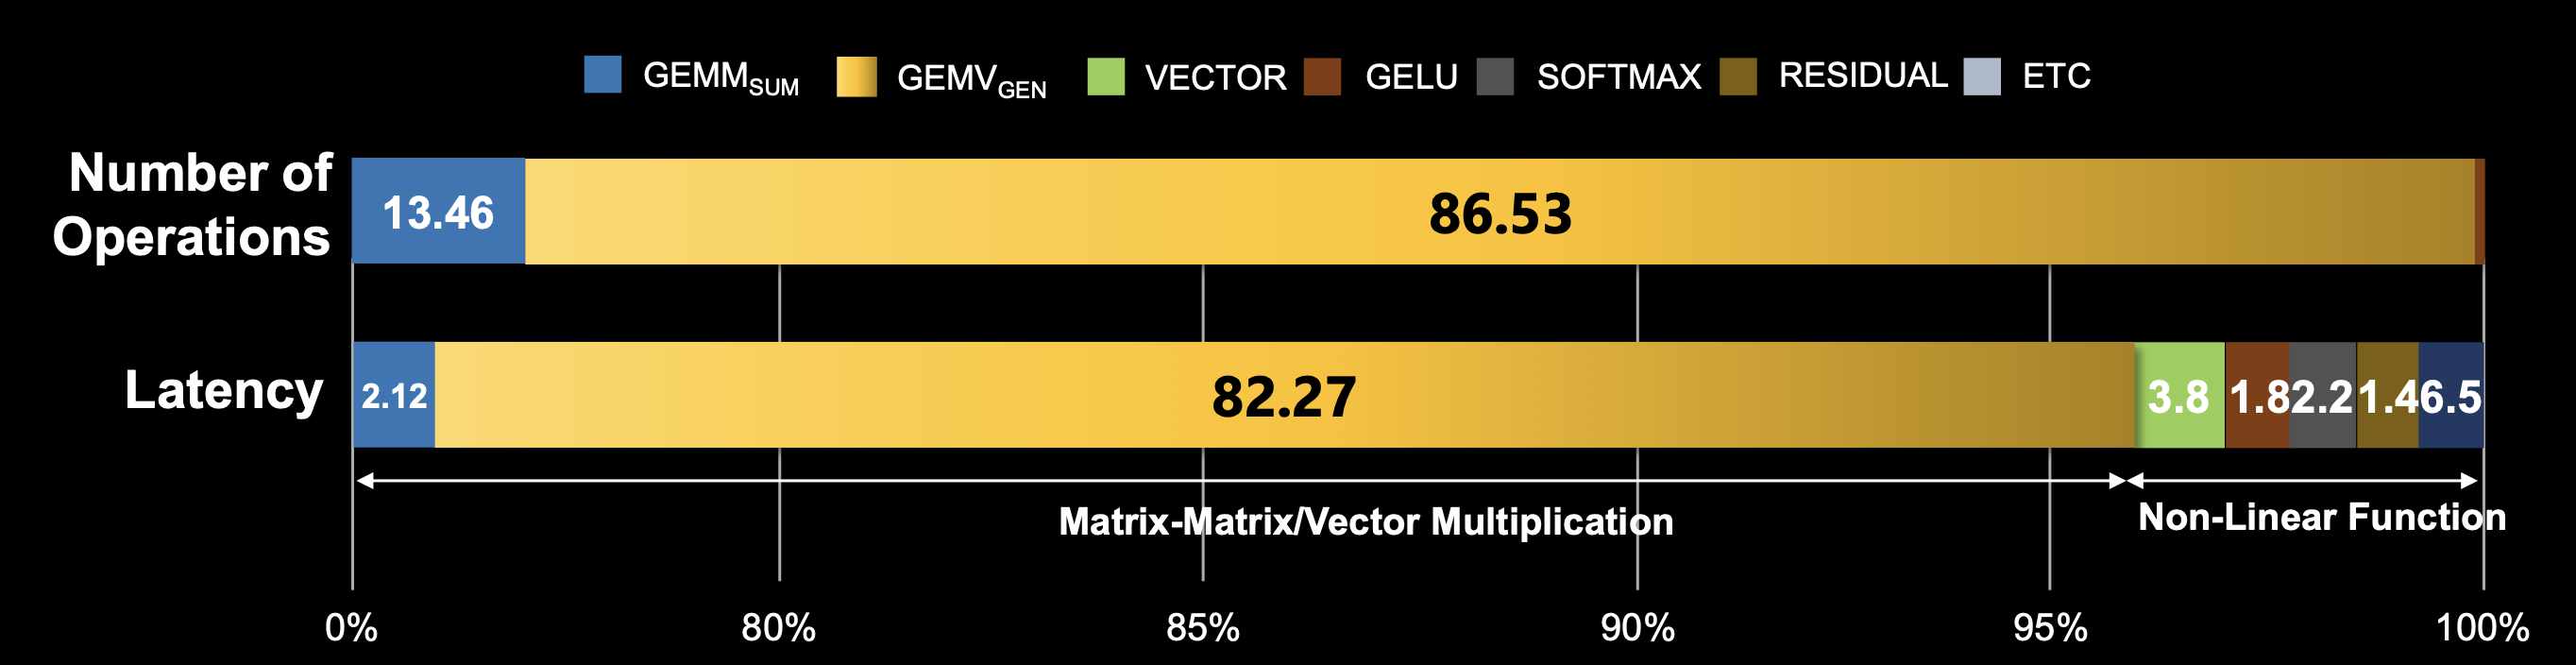 GEMMSUM GEMVGEN VECTOR GELU SOFTMAX RESIDUAL ETC
Number of
Operations
13.46 86.53
Latency 2.12 82.27 3.8 1.8 2.2 1.4 6.5
Matrix-Matrix/Vector Multiplication Non-Linear Function
0% 80% 85% 90% 95% 100%